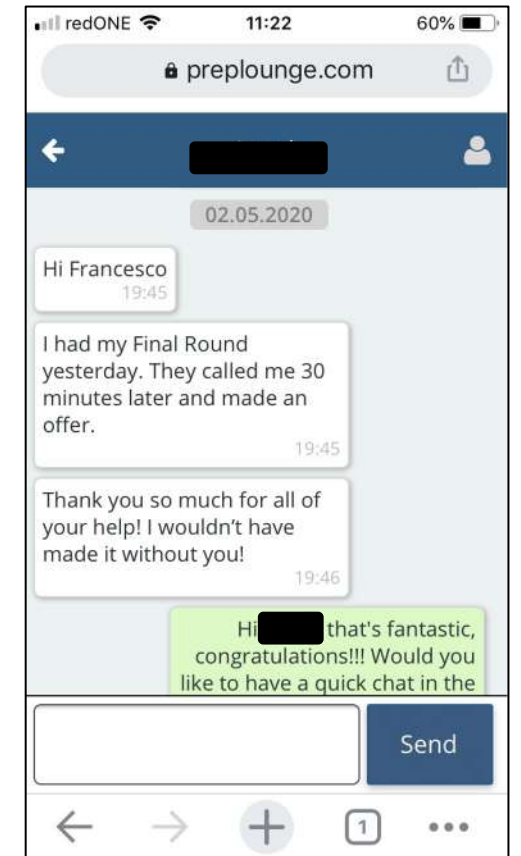 redONE 11:22 60%
preplounge.com
02.05.2020
Hi Francesco
19:45
I had my Final Round
yesterday. They called me 30
minutes later and made an
offer.
19:45
Thank you so much for all of
your help! I wouldn't have
made it without you!
19:46
Hi that's fantastic,
congratulations!!! Would you
like to have a quick chat in the
Send
1